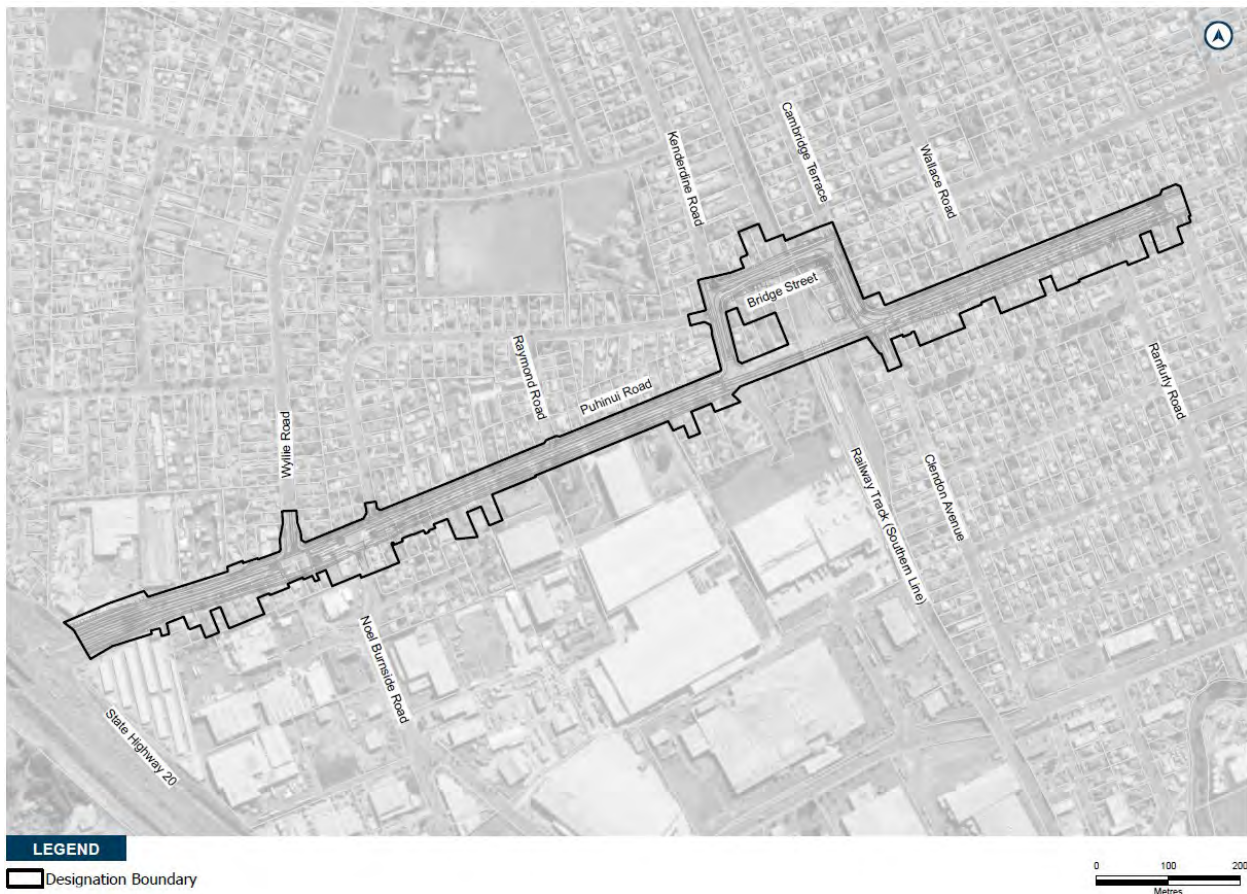 Cambridge Terrace
Kenderdine Road
Wallace Road
Bridge Street
Raymond Road
Puhinui Road
Ranfurly Road
Wyllie Road
Railway Track (Southern Line)
Clendon Avenue
Noel Burnside Road
State Highway 20
LEGEND
Designation Boundary
0 100 200
Metres